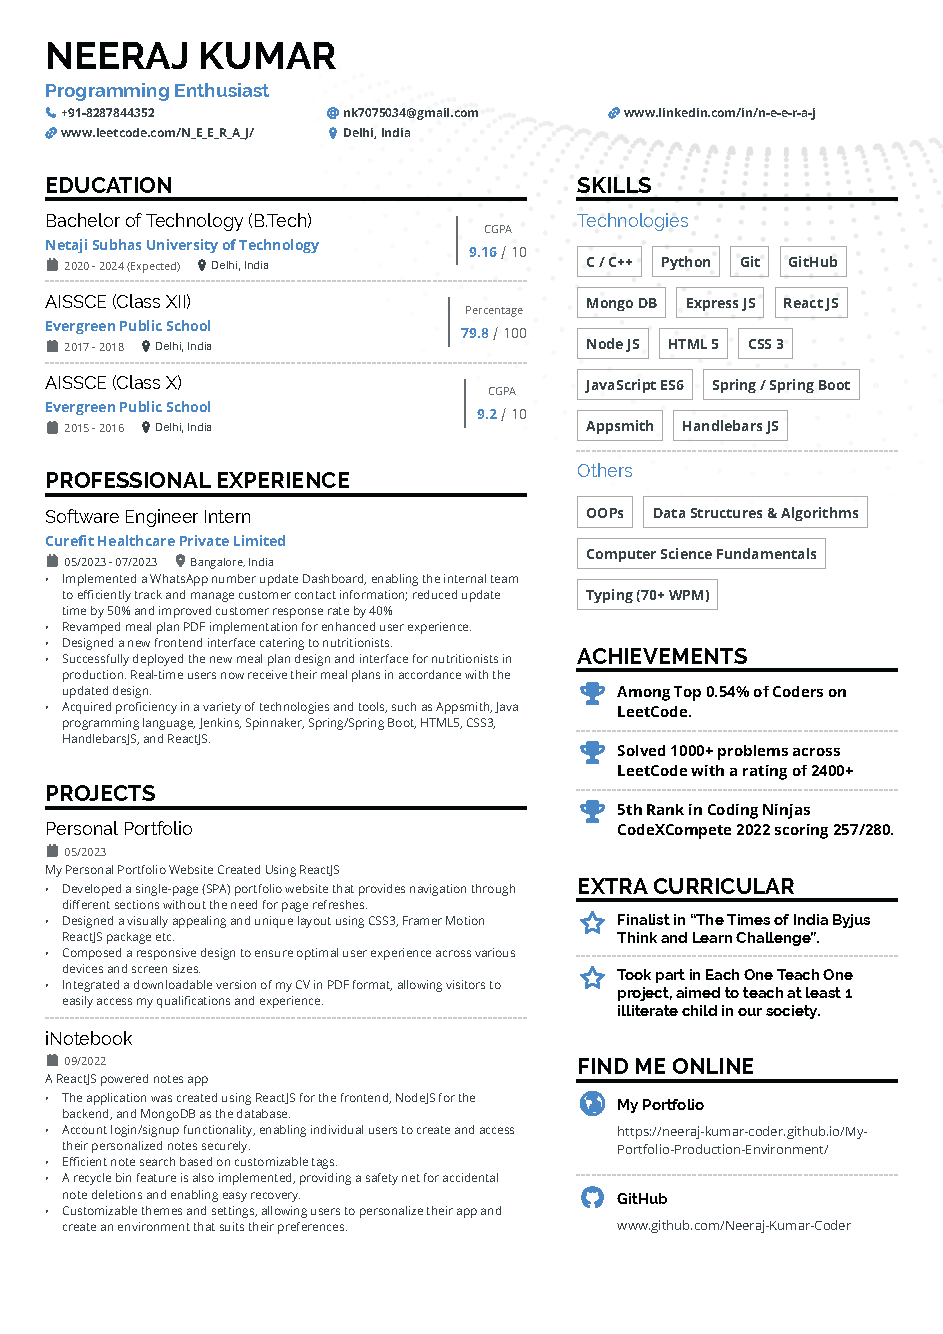 NEERAJ KUMAR
Programming Enthusiast
+91-8287844352
nk7075034@gmail.com
www.linkedin.com/in/n-e-e-r-a-j
www.leetcode.com/N_E_E_R_A_J/
Delhi, India
EDUCATION
Bachelor of Technology (B.Tech)
Netaji Subhas University of Technology
2020 - 2024 (Expected)
Delhi, India
CGPA
9.16 / 10
AISSCE (Class XII)
Evergreen Public School
2017 - 2018
Delhi, India
Percentage
79.8 / 100
AISSCE (Class X)
Evergreen Public School
2015 - 2016
Delhi, India
CGPA
9.2 / 10
PROFESSIONAL EXPERIENCE
Software Engineer Intern
Curefit Healthcare Private Limited
05/2023 - 07/2023
Bangalore, India
• Implemented a WhatsApp number update Dashboard, enabling the internal team
to efficiently track and manage customer contact information; reduced update
time by 50% and improved customer response rate by 40%
• Revamped meal plan PDF implementation for enhanced user experience.
• Designed a new frontend interface catering to nutritionists.
• Successfully deployed the new meal plan design and interface for nutritionists in
production. Real-time users now receive their meal plans in accordance with the
updated design.
• Acquired proficiency in a variety of technologies and tools, such as Appsmith, Java
programming language, Jenkins, Spinnaker, Spring/Spring Boot, HTML5, CSS3,
HandlebarsJS, and ReactJS.
PROJECTS
Personal Portfolio
05/2023
My Personal Portfolio Website Created Using ReactJS
• Developed a single-page (SPA) portfolio website that provides navigation through
different sections without the need for page refreshes.
• Designed a visually appealing and unique layout using CSS3, Framer Motion
ReactJS package etc.
• Composed a responsive design to ensure optimal user experience across various
devices and screen sizes.
• Integrated a downloadable version of my CV in PDF format, allowing visitors to
easily access my qualifications and experience.
iNotebook
09/2022
A ReactJS powered notes app
• The application was created using ReactJS for the frontend, NodeJS for the
backend, and MongoDB as the database.
• Account login/signup functionality, enabling individual users to create and access
their personalized notes securely.
• Efficient note search based on customizable tags.
• A recycle bin feature is also implemented, providing a safety net for accidental
note deletions and enabling easy recovery.
• Customizable themes and settings, allowing users to personalize their app and
create an environment that suits their preferences.
SKILLS
Technologies
C / C++ Python Git GitHub
Mongo DB Express JS React JS
Node JS HTML 5 CSS 3
JavaScript ES6 Spring / Spring Boot
Appsmith Handlebars JS
Others
OOPs Data Structures & Algorithms
Computer Science Fundamentals
Typing (70+ WPM)
ACHIEVEMENTS
Among Top 0.54% of Coders on
LeetCode.
Solved 1000+ problems across
LeetCode with a rating of 2400+
5th Rank in Coding Ninjas
CodeXCompete 2022 scoring 257/280.
EXTRA CURRICULAR
Finalist in “The Times of India Byjus
Think and Learn Challenge”.
Took part in Each One Teach One
project, aimed to teach at least 1
illiterate child in our society.
FIND ME ONLINE
My Portfolio
https://neeraj-kumar-coder.github.io/My-
Portfolio-Production-Environment/
GitHub
www.github.com/Neeraj-Kumar-Coder